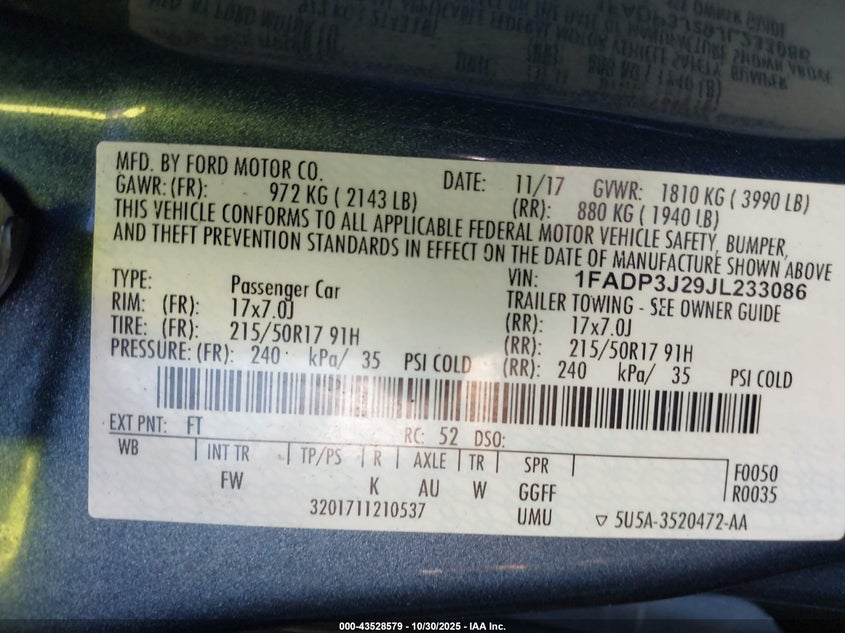 MFD. BY FORD MOTOR CO. DATE: 11/17 GVWR: 1810 KG ( 3990 LB)
GAWR: (FR): 972 KG ( 2143 LB) (RR): 880 KG ( 1940 LB)
THIS VEHICLE CONFORMS TO ALL APPLICABLE FEDERAL MOTOR VEHICLE SAFETY, BUMPER,
AND THEFT PREVENTION STANDARDS IN EFFECT ON THE DATE OF MANUFACTURE SHOWN ABOVE
VIN: 1FADP3J29JL233086
TYPE: Passenger Car TRAILER TOWING - SEE OWNER GUIDE
RIM: (FR): 17x7.0J (RR): 17x7.0J
TIRE: (FR): 215/50R17 91H (RR): 215/50R17 91H
PRESSURE: (FR): 240 kPa/ 35 PSI COLD (RR): 240 kPa/ 35 PSI COLD
EXT PNT: FT RC: 52 DSO:
WB INT TR TP/PS R AXLE TR SPR F0050
FW K AU W GGFF R0035
3201711210537 UMU ▽ 5U5A-3520472-AA
000-43528579 - 10/30/2025 - IAA Inc.